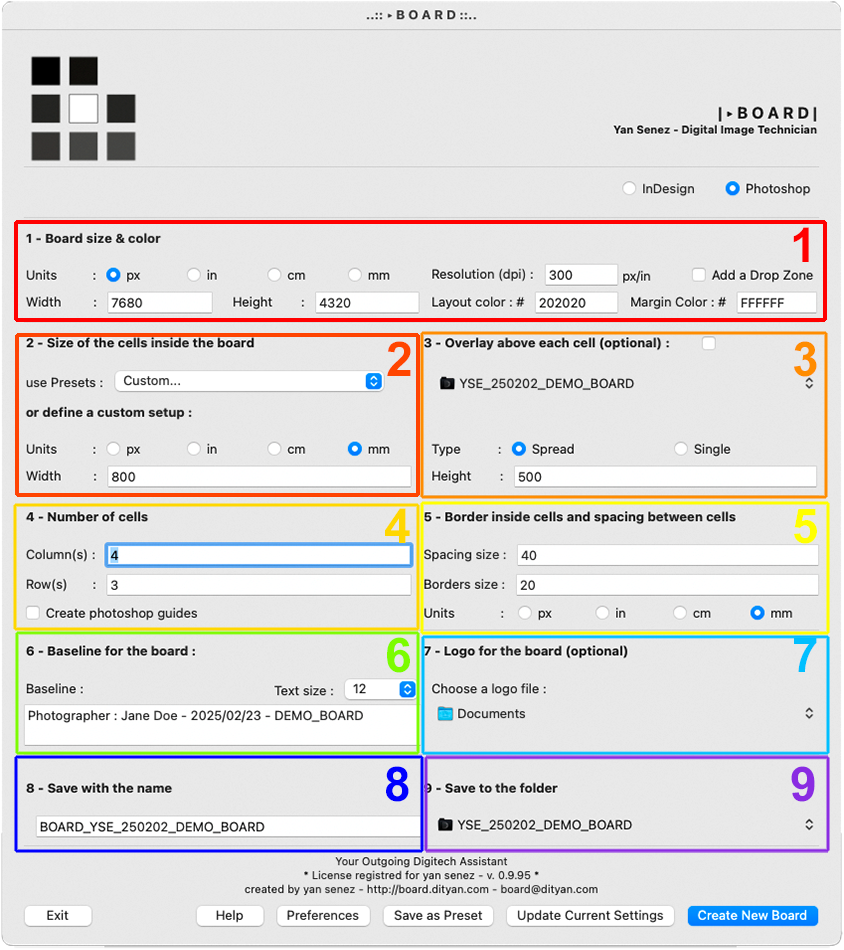 ..:: ▸ B O A R D ::..
| ▸ B O A R D |
Yan Senez - Digital Image Technician
InDesign Photoshop
1 - Board size & color 1
Units : px in cm mm Resolution (dpi) : 300 px/in Add a Drop Zone
Width : 7680 Height : 4320 Layout color : # 202020 Margin Color : # FFFFFF
2 - Size of the cells inside the board 2
use Presets : Custom...
or define a custom setup :
Units : px in cm mm
Width : 800
3 - Overlay above each cell (optional) : 3
YSE_250202_DEMO_BOARD
Type : Spread Single
Height : 500
4 - Number of cells 4
Column(s) : 4
Row(s) : 3
Create photoshop guides
5 - Border inside cells and spacing between cells 5
Spacing size : 40
Borders size : 20
Units : px in cm mm
6 - Baseline for the board : 6
Baseline : Text size : 12
Photographer : Jane Doe - 2025/02/23 - DEMO_BOARD
7 - Logo for the board (optional) 7
Choose a logo file :
Documents
8 - Save with the name 8
BOARD_YSE_250202_DEMO_BOARD
9 - Save to the folder 9
YSE_250202_DEMO_BOARD
Your Outgoing Digitech Assistant
* License registred for yan senez - v. 0.9.95 *
created by yan senez - http://board.dityan.com - board@dityan.com
Exit Help Preferences Save as Preset Update Current Settings Create New Board